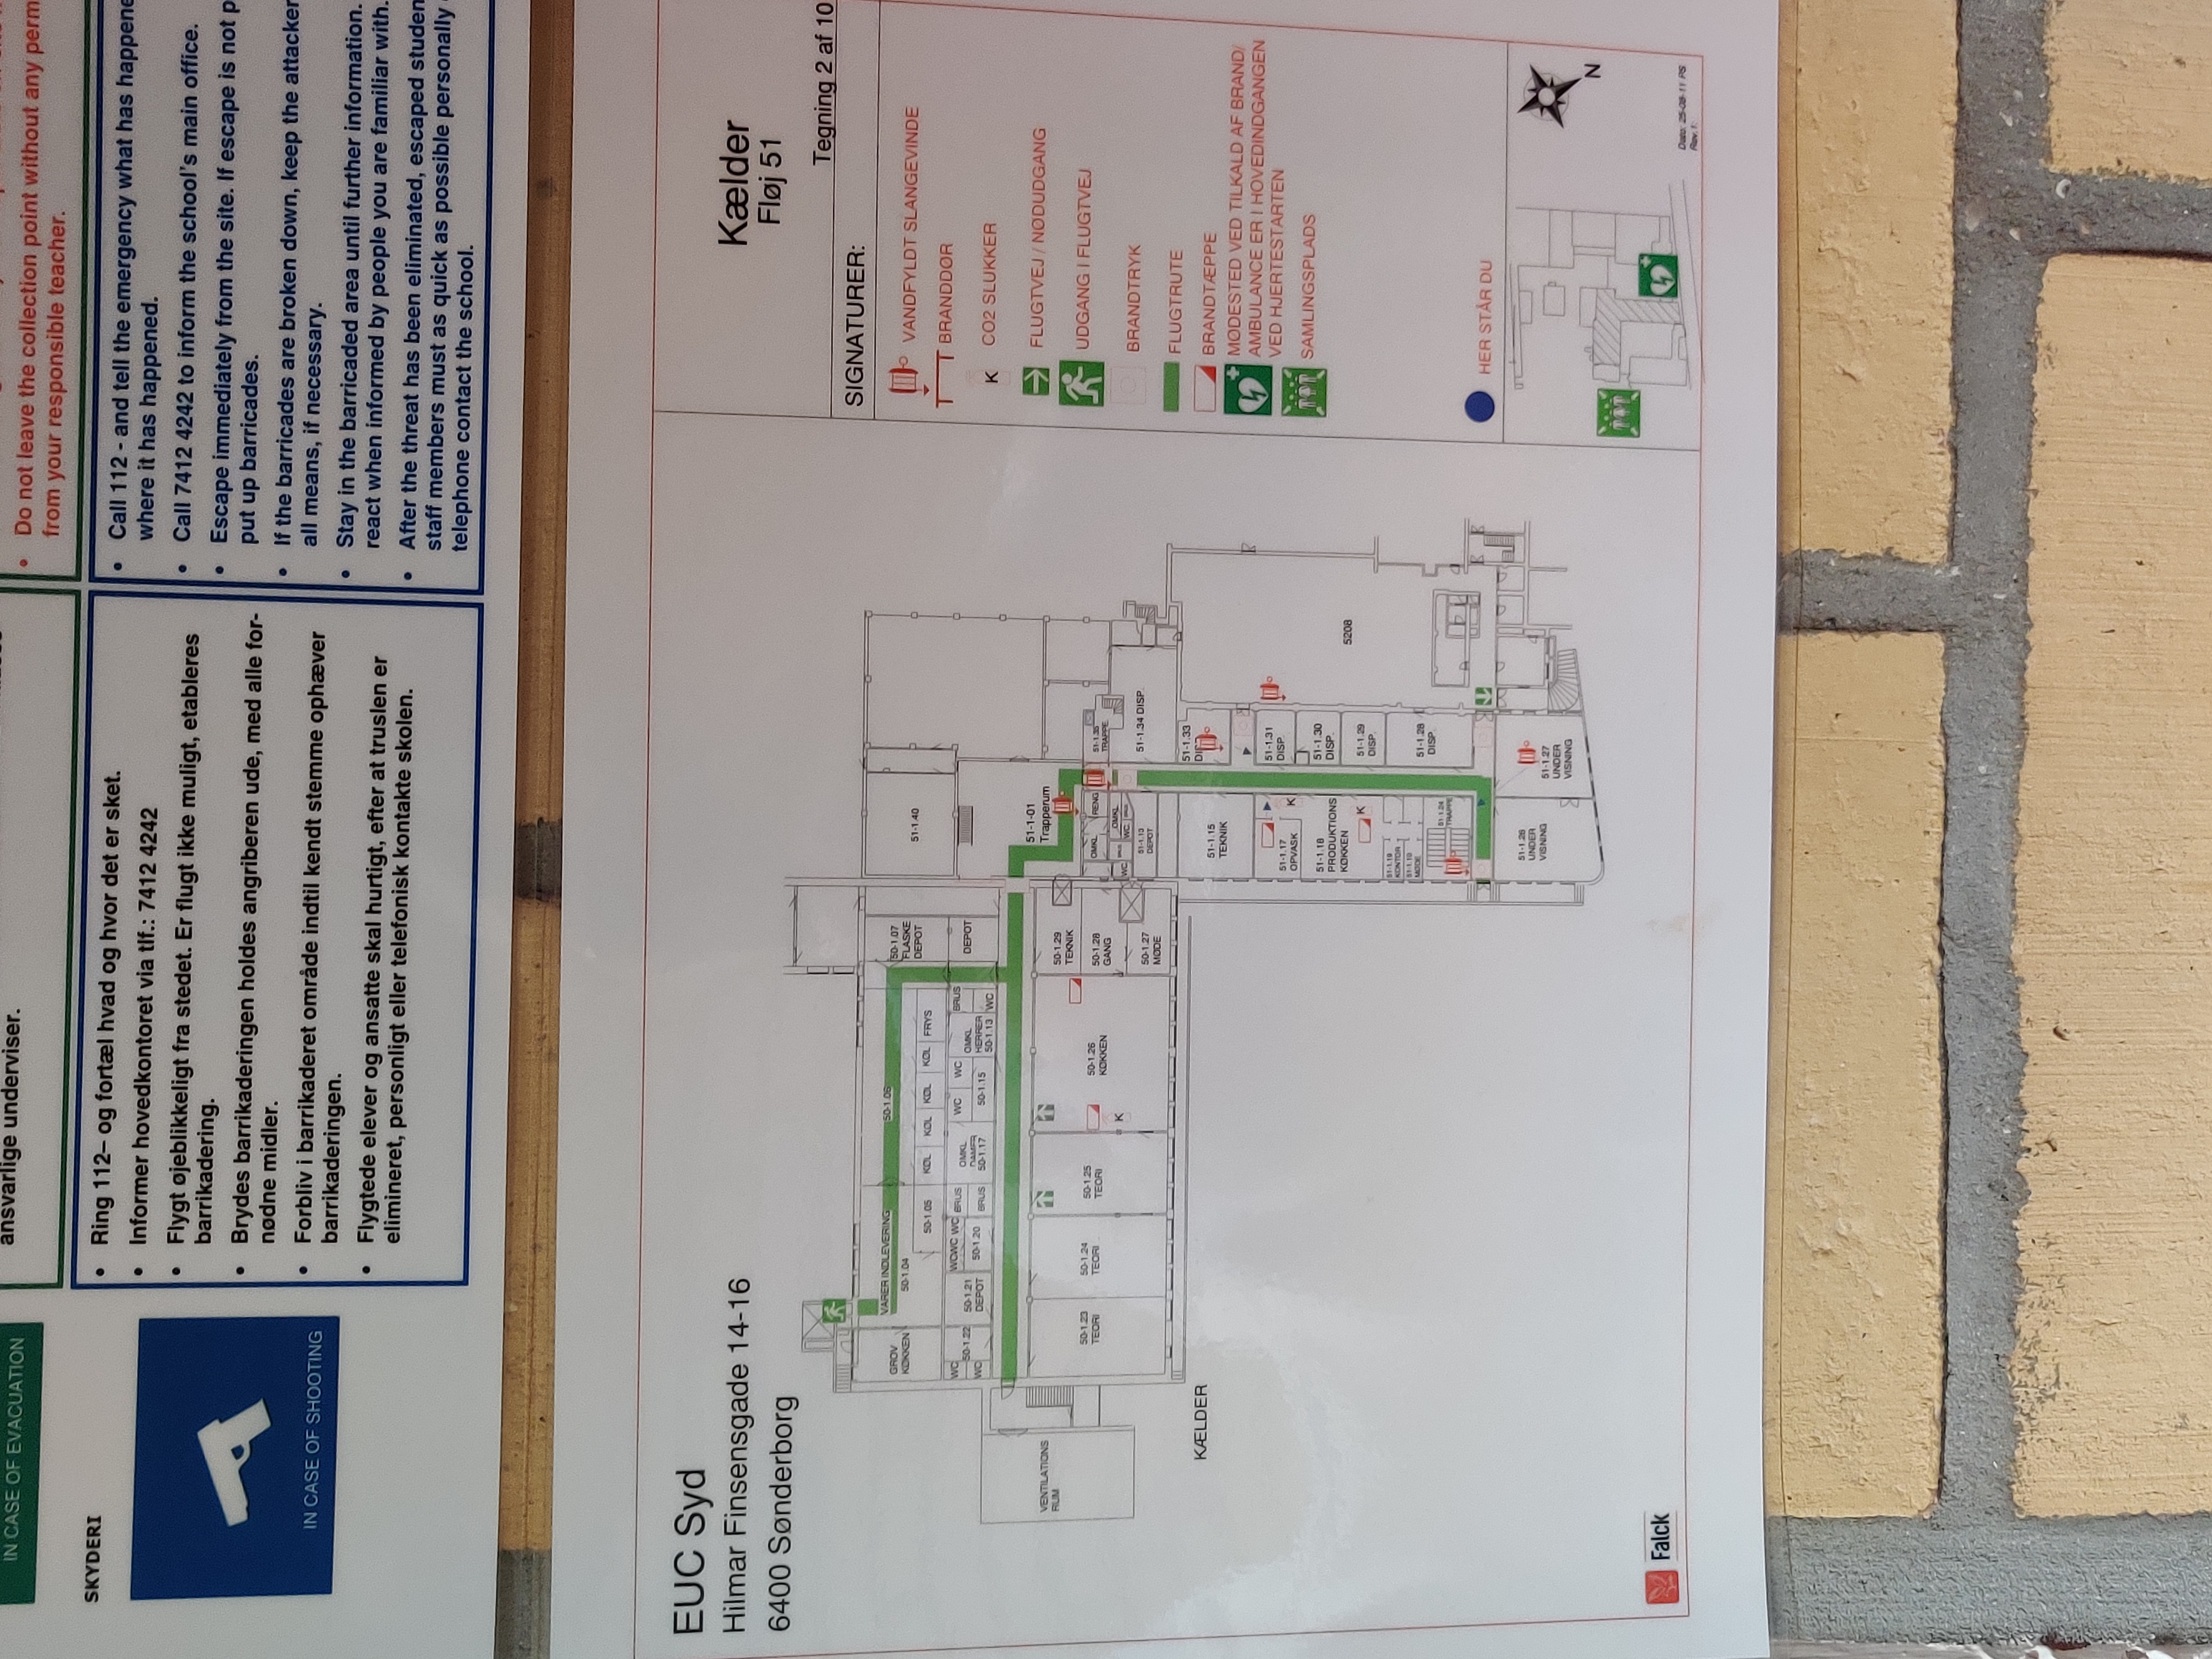 IN CASE OF EVACUATION
ansvarlige underviser.
• Do not leave the collection point without any perm
from your responsible teacher.
SKYDERI
IN CASE OF SHOOTING
• Ring 112– og fortæl hvad og hvor det er sket.
• Informer hovedkontoret via tlf.: 7412 4242
• Flygt øjeblikkeligt fra stedet. Er flugt ikke muligt, etableres
barrikadering.
• Brydes barrikaderingen holdes angriberen ude, med alle for-
nødne midler.
• Forbliv i barrikaderet område indtil kendt stemme ophæver
barrikaderingen.
• Flygtede elever og ansatte skal hurtigt, efter at truslen er
elimineret, personligt eller telefonisk kontakte skolen.
• Call 112 - and tell the emergency what has happene
where it has happened.
• Call 7412 4242 to inform the school's main office.
• Escape immediately from the site. If escape is not p
put up barricades.
• If the barricades are broken down, keep the attacker
all means, if necessary.
• Stay in the barricaded area until further information.
react when informed by people you are familiar with.
• After the threat has been eliminated, escaped studen
staff members must as quick as possible personally
telephone contact the school.
EUC Syd
Hilmar Finsensgade 14-16
6400 Sønderborg
GROV
KØKKEN
VARER INDLEVERING
50-1.04
50-1.06
50-1.07
FLASKE
DEPOT
50-1.05
KØL
KØL
KØL
KØL
FRYS
WC
WC
50-1.22
50-1.21
DEPOT
WC WC WC
50-1.20
BRUS
BRUS
OMKL
DAMER
50-1.17
WC
WC
50-1.15
OMKL
HERRER
50-1.13
BRUS
WC
DEPOT
51-1.40
VENTILATIONS
RUM
51-1-01
Trapperum
50-1.23
TEORI
50-1.24
TEORI
50-1.25
TEORI
50-1.26
KØKKEN
K
50-1.29
TEKNIK
50-1.28
GANG
50-1.27
MØDE
OMKL
RENG
OMKL
WC
WC
51-1.13
DEPOT
51-1.35
TRAPPE
51-1.34 DISP.
KÆLDER
51-1.15
TEKNIK
51-1.33
DISP.
51-1.17
OPVASK
K
51-1.31
DISP.
51-1.18
PRODUKTIONS
KØKKEN
K
51-1.30
DISP.
51-1.29
DISP.
5208
51-1.19
KONTOR
51-1.10
MØDE
51-1.24
TRAPPE
51-1.28
DISP.
51-1.26
UNDER
VISNING
51-1.27
UNDER
VISNING
Falck
Kælder
Fløj 51
Tegning 2 af 10
SIGNATURER:
VANDFYLDT SLANGEVINDE
BRANDDØR
K CO2 SLUKKER
FLUGTVEJ / NØDUDGANG
UDGANG I FLUGTVEJ
BRANDTRYK
FLUGTRUTE
BRANDTÆPPE
MØDESTED VED TILKALD AF BRAND/
AMBULANCE ER I HOVEDINDGANGEN
VED HJERTESTARTEN
SAMLINGSPLADS
HER STÅR DU
N
Dato: 25-08-11 PS
Rev. 1: